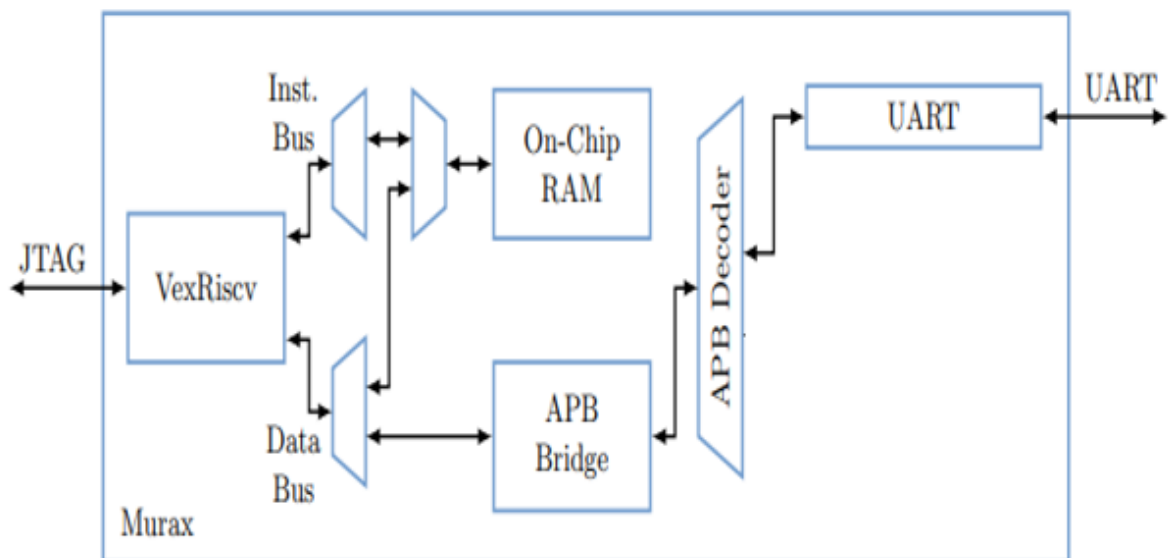 Inst.
Bus
On-Chip
RAM
UART
UART
JTAG
VexRiscv
APB Decoder
Data
Bus
APB
Bridge
Murax